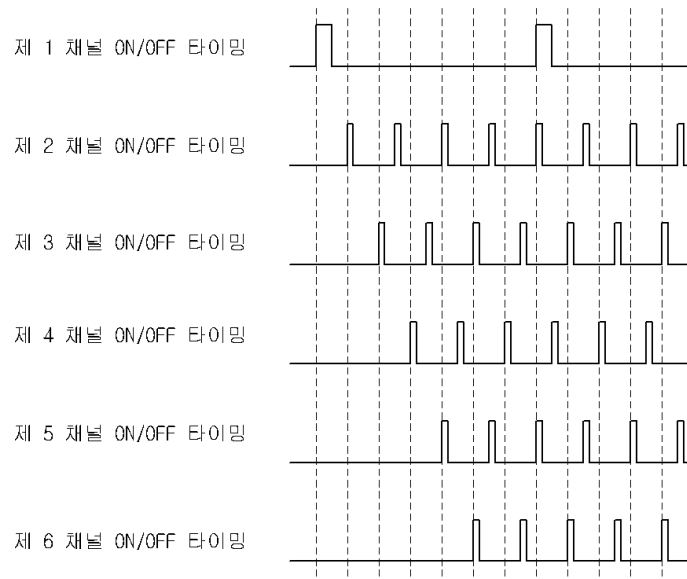 제 1 채널 ON/OFF 타이밍
제 2 채널 ON/OFF 타이밍
제 3 채널 ON/OFF 타이밍
제 4 채널 ON/OFF 타이밍
제 5 채널 ON/OFF 타이밍
제 6 채널 ON/OFF 타이밍